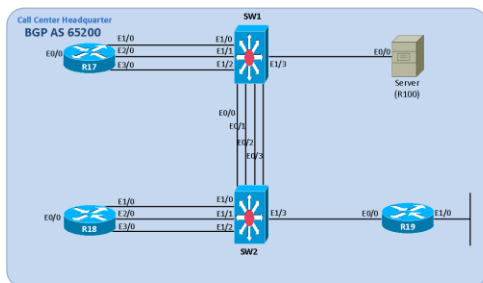 Call Center Headquarter
BGP AS 65200
SW1
E1/0
E1/0
E0/0
E2/0
E1/1
E0/0
R17
E3/0
E1/2
E1/3
Server
(R100)
E0/0
E0/1
E0/2
E0/3
E1/0
E1/0
E0/0
E2/0
E1/1
E1/3
E0/0
E1/0
R18
E3/0
E1/2
R19
SW2